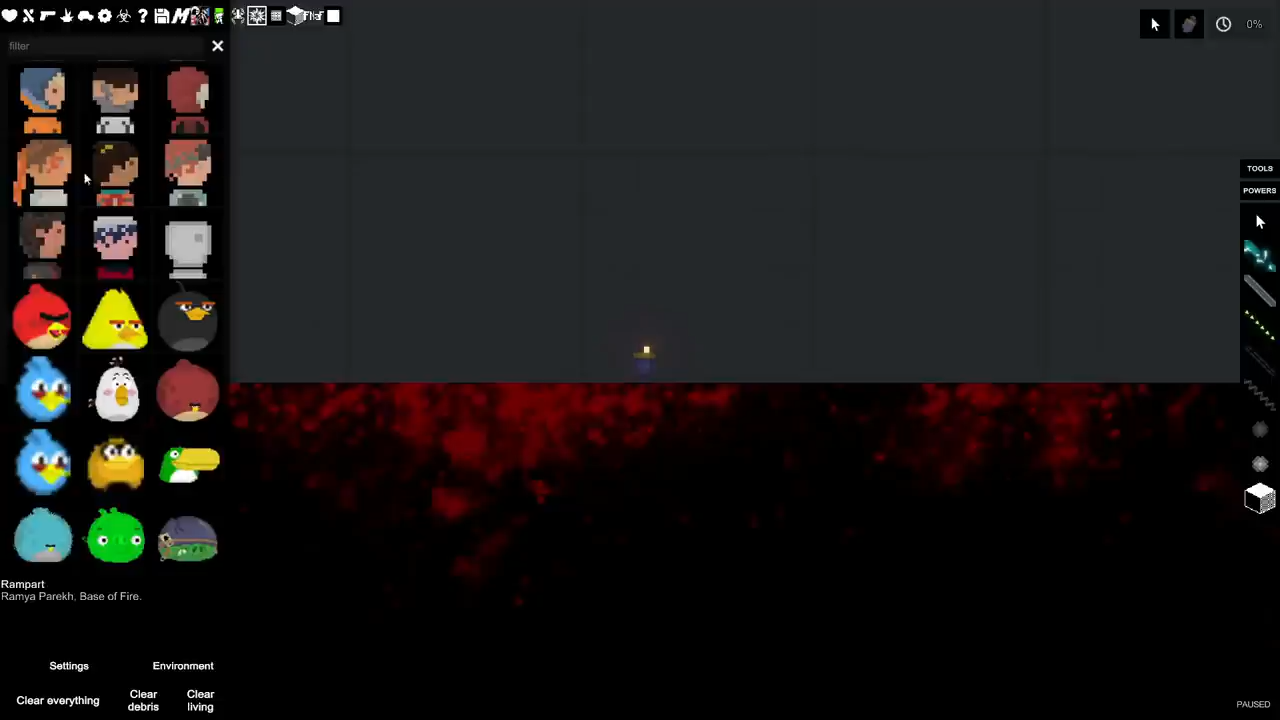 0%
filter
TOOLS
POWERS
Rampart
Ramya Parekh, Base of Fire.
Settings
Environment
Clear everything
Clear debris
Clear living
PAUSED